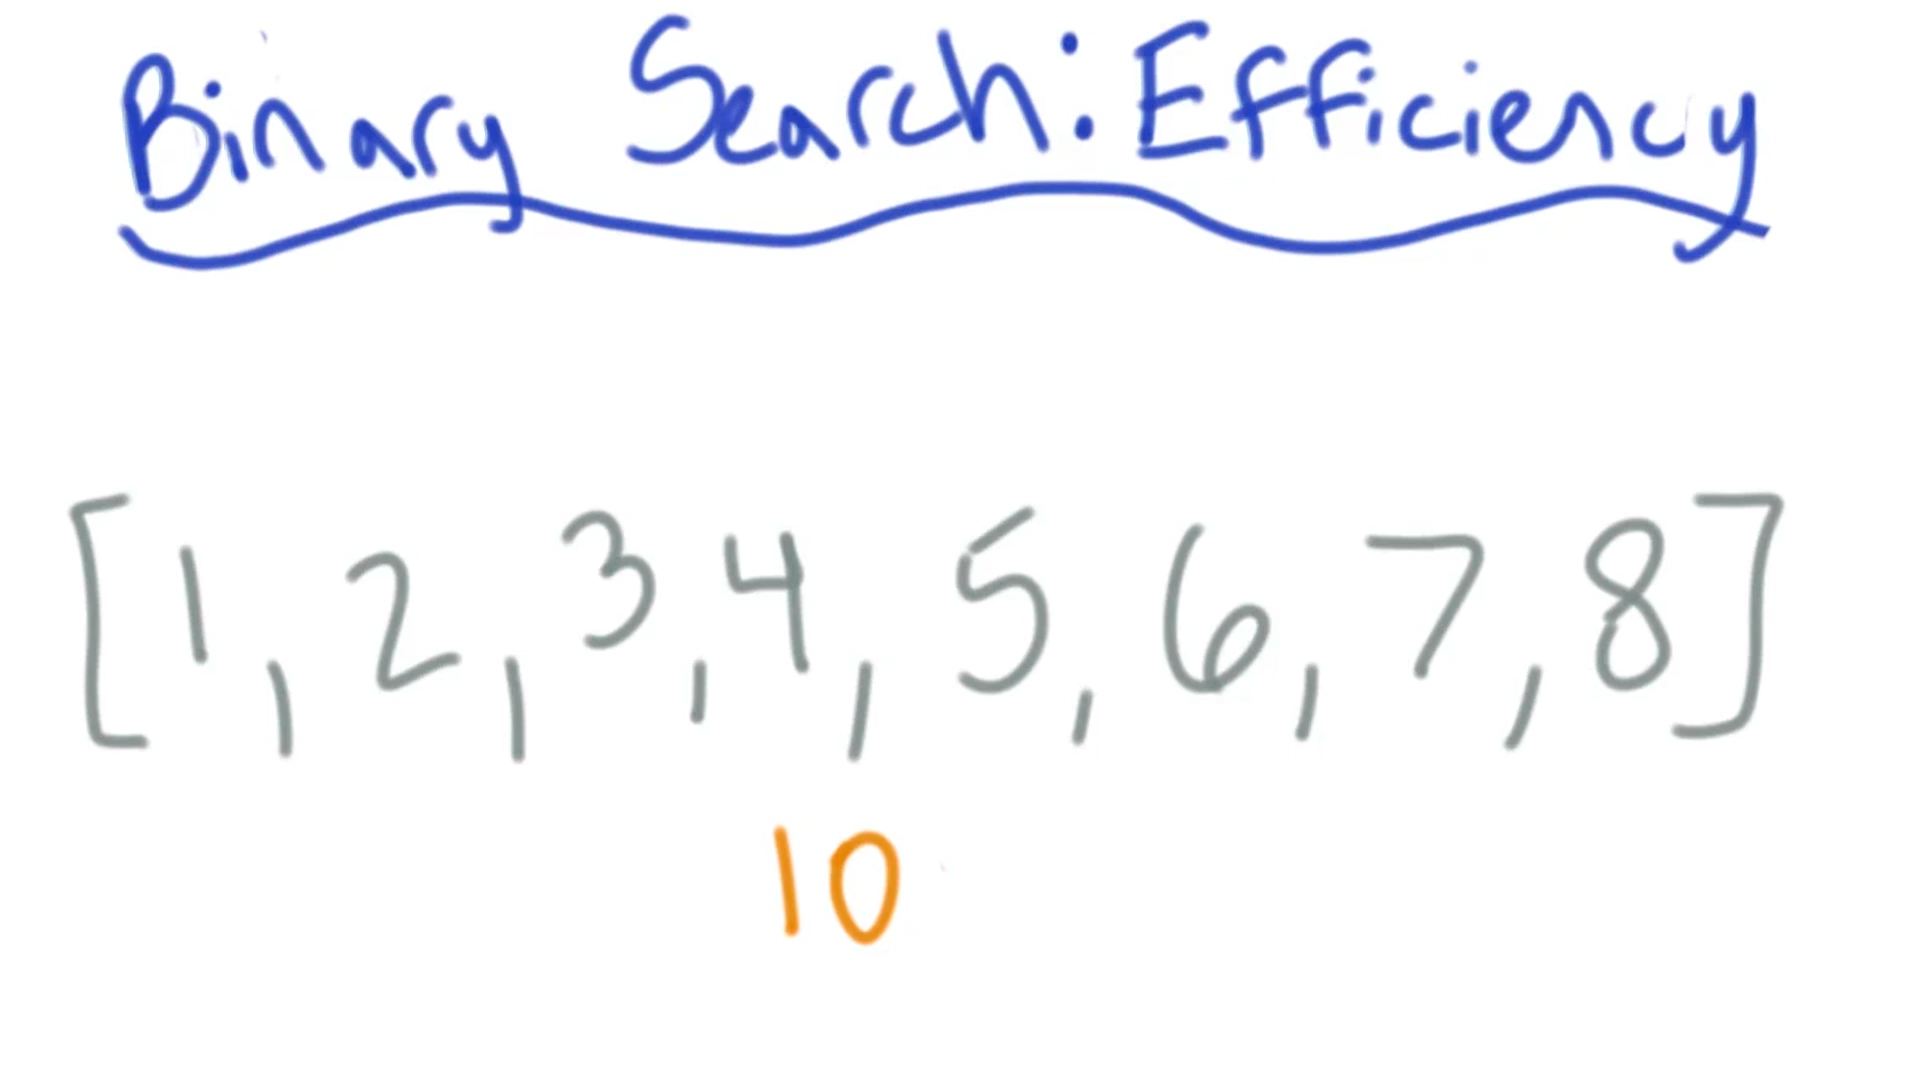 Binary Search: Efficiency
[1, 2, 3, 4, 5, 6, 7, 8]
10